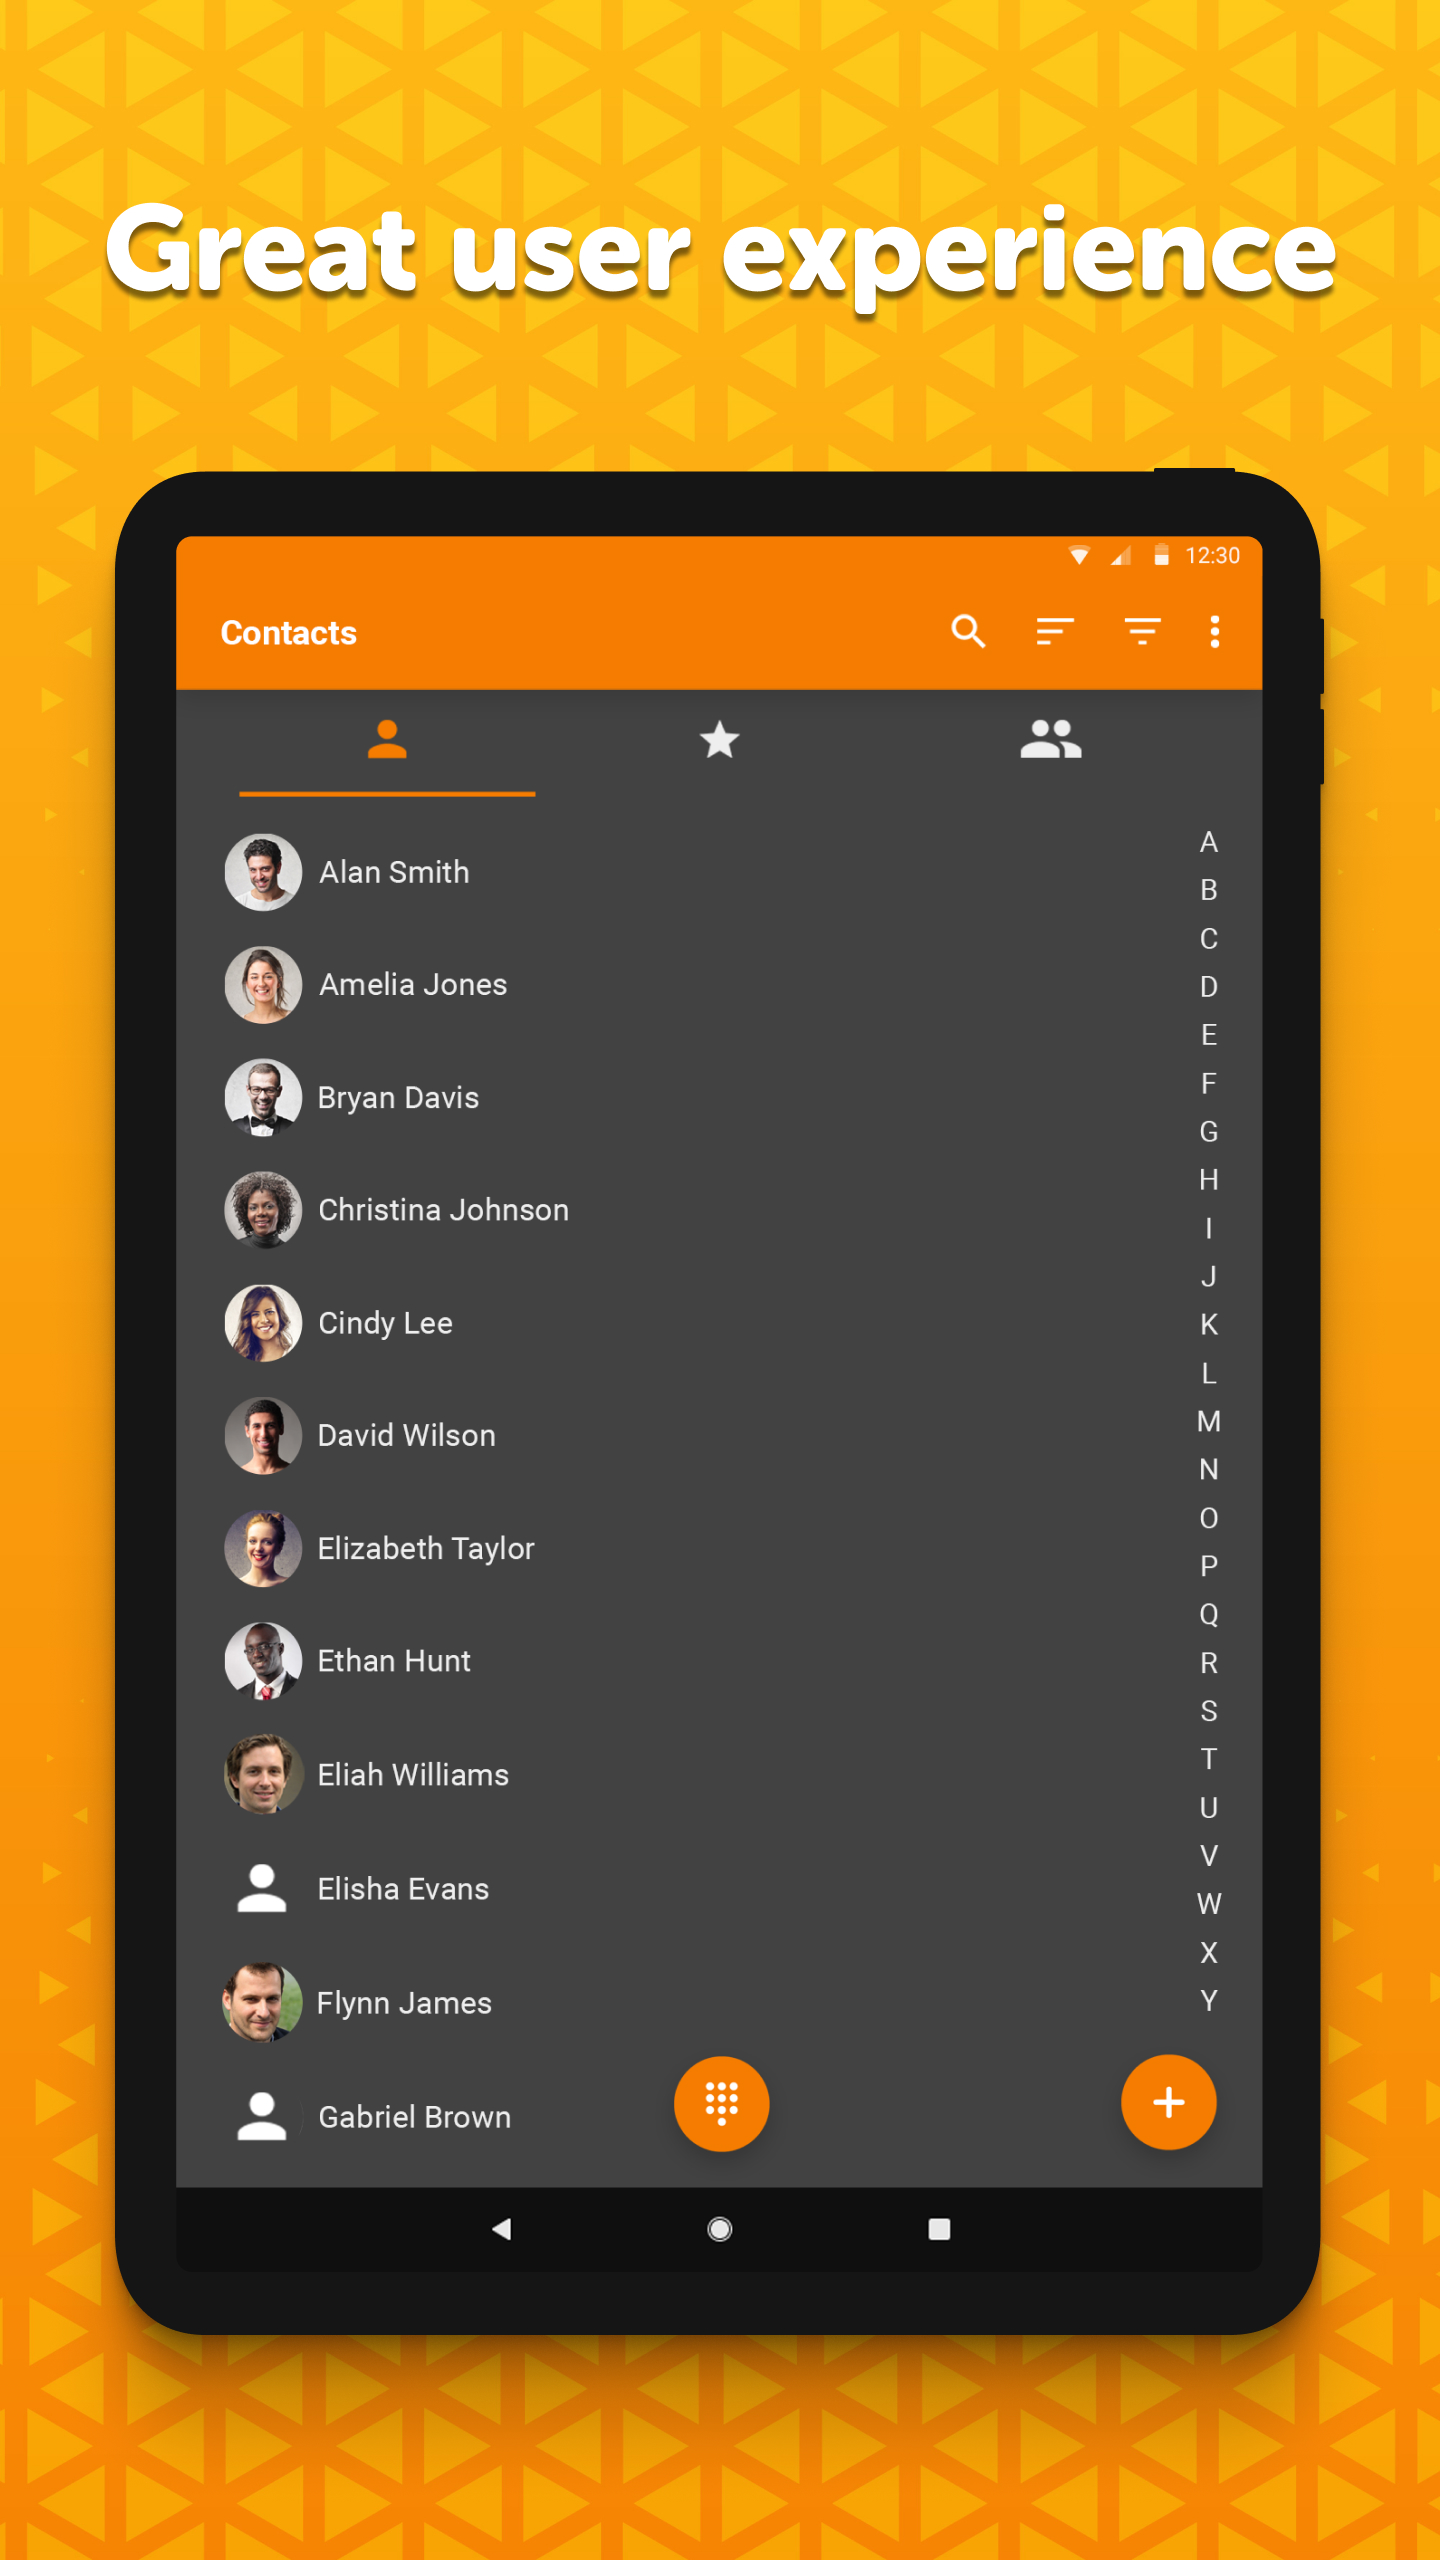 Great user experience
12:30
Contacts
Alan Smith
Amelia Jones
Bryan Davis
Christina Johnson
Cindy Lee
David Wilson
Elizabeth Taylor
Ethan Hunt
Eliah Williams
Elisha Evans
Flynn James
Gabriel Brown
A
B
C
D
E
F
G
H
I
J
K
L
M
N
O
P
Q
R
S
T
U
V
W
X
Y